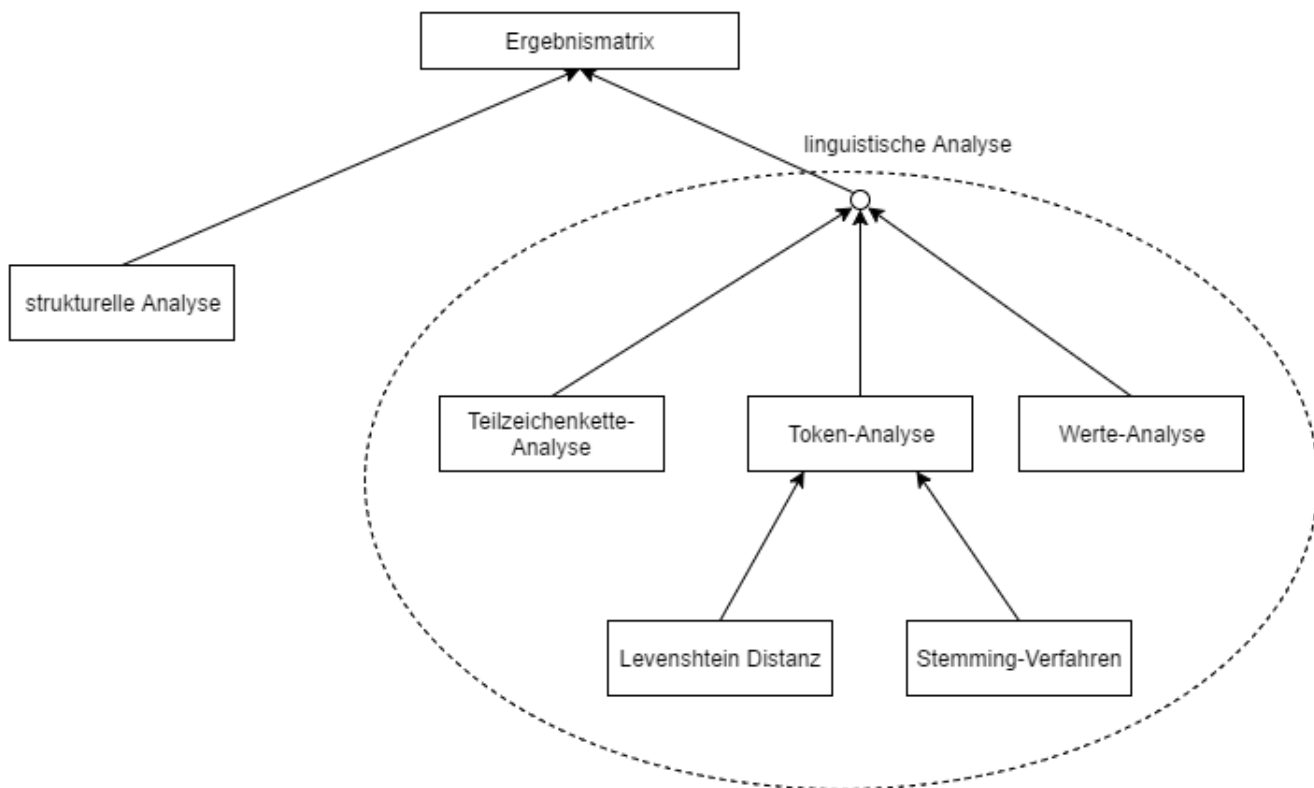 Ergebnismatrix
linguistische Analyse
strukturelle Analyse
Teilzeichenkette-
Analyse
Token-Analyse
Werte-Analyse
Levenshtein Distanz
Stemming-Verfahren